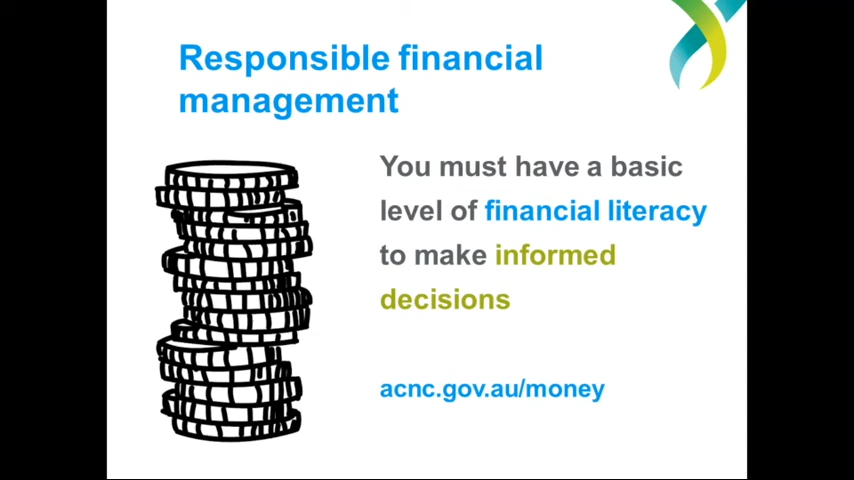 Responsible financial
management
You must have a basic
level of financial literacy
to make informed
decisions
acnc.gov.au/money